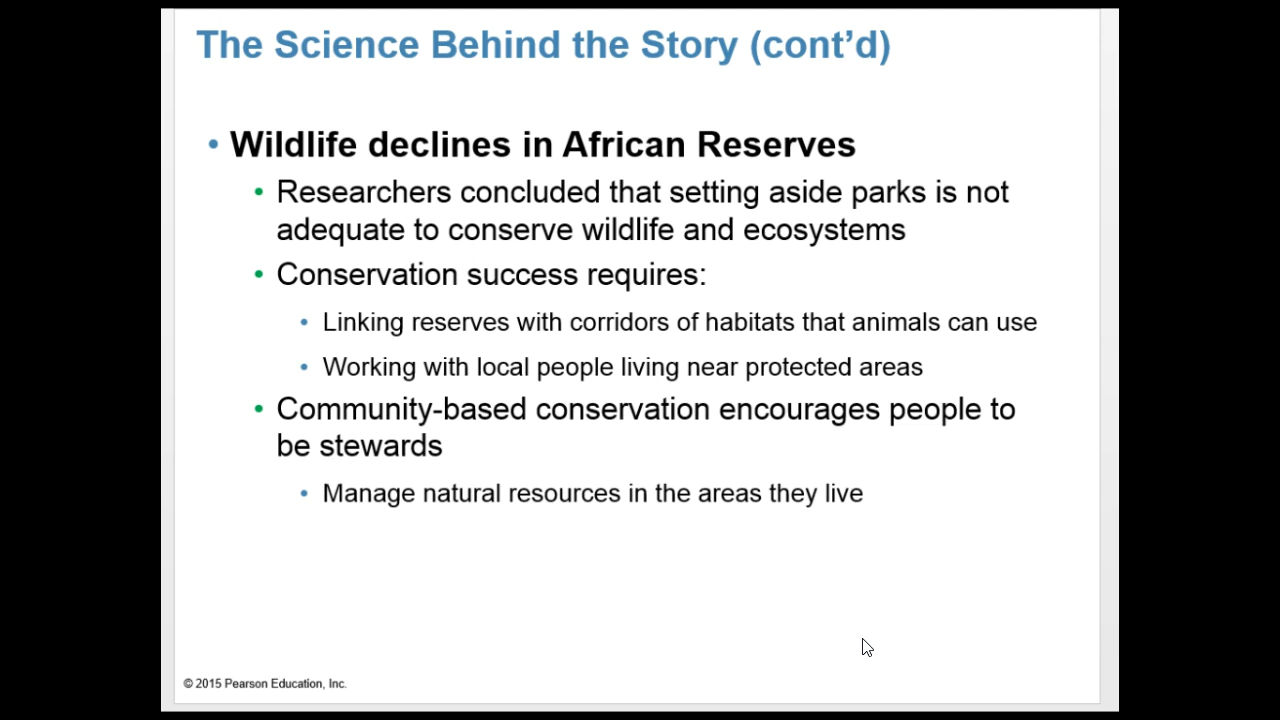 The Science Behind the Story (cont’d)
• Wildlife declines in African Reserves
• Researchers concluded that setting aside parks is not
adequate to conserve wildlife and ecosystems
• Conservation success requires:
• Linking reserves with corridors of habitats that animals can use
• Working with local people living near protected areas
• Community-based conservation encourages people to
be stewards
• Manage natural resources in the areas they live
© 2015 Pearson Education, Inc.